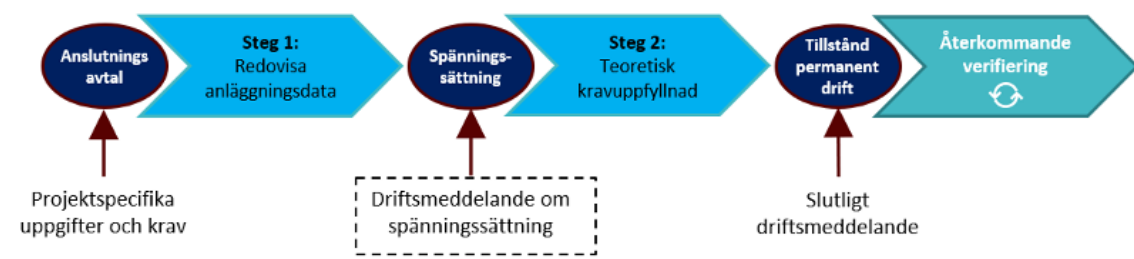 Anslutnings
avtal
Steg 1:
Redovisa
anläggningsdata
Spännings-
sättning
Steg 2:
Teoretisk
kravuppfyllnad
Tillstånd
permanent
drift
Återkommande
verifiering
Projektspecifika
uppgifter och krav
Driftsmeddelande om
spänningssättning
Slutligt
driftsmeddelande